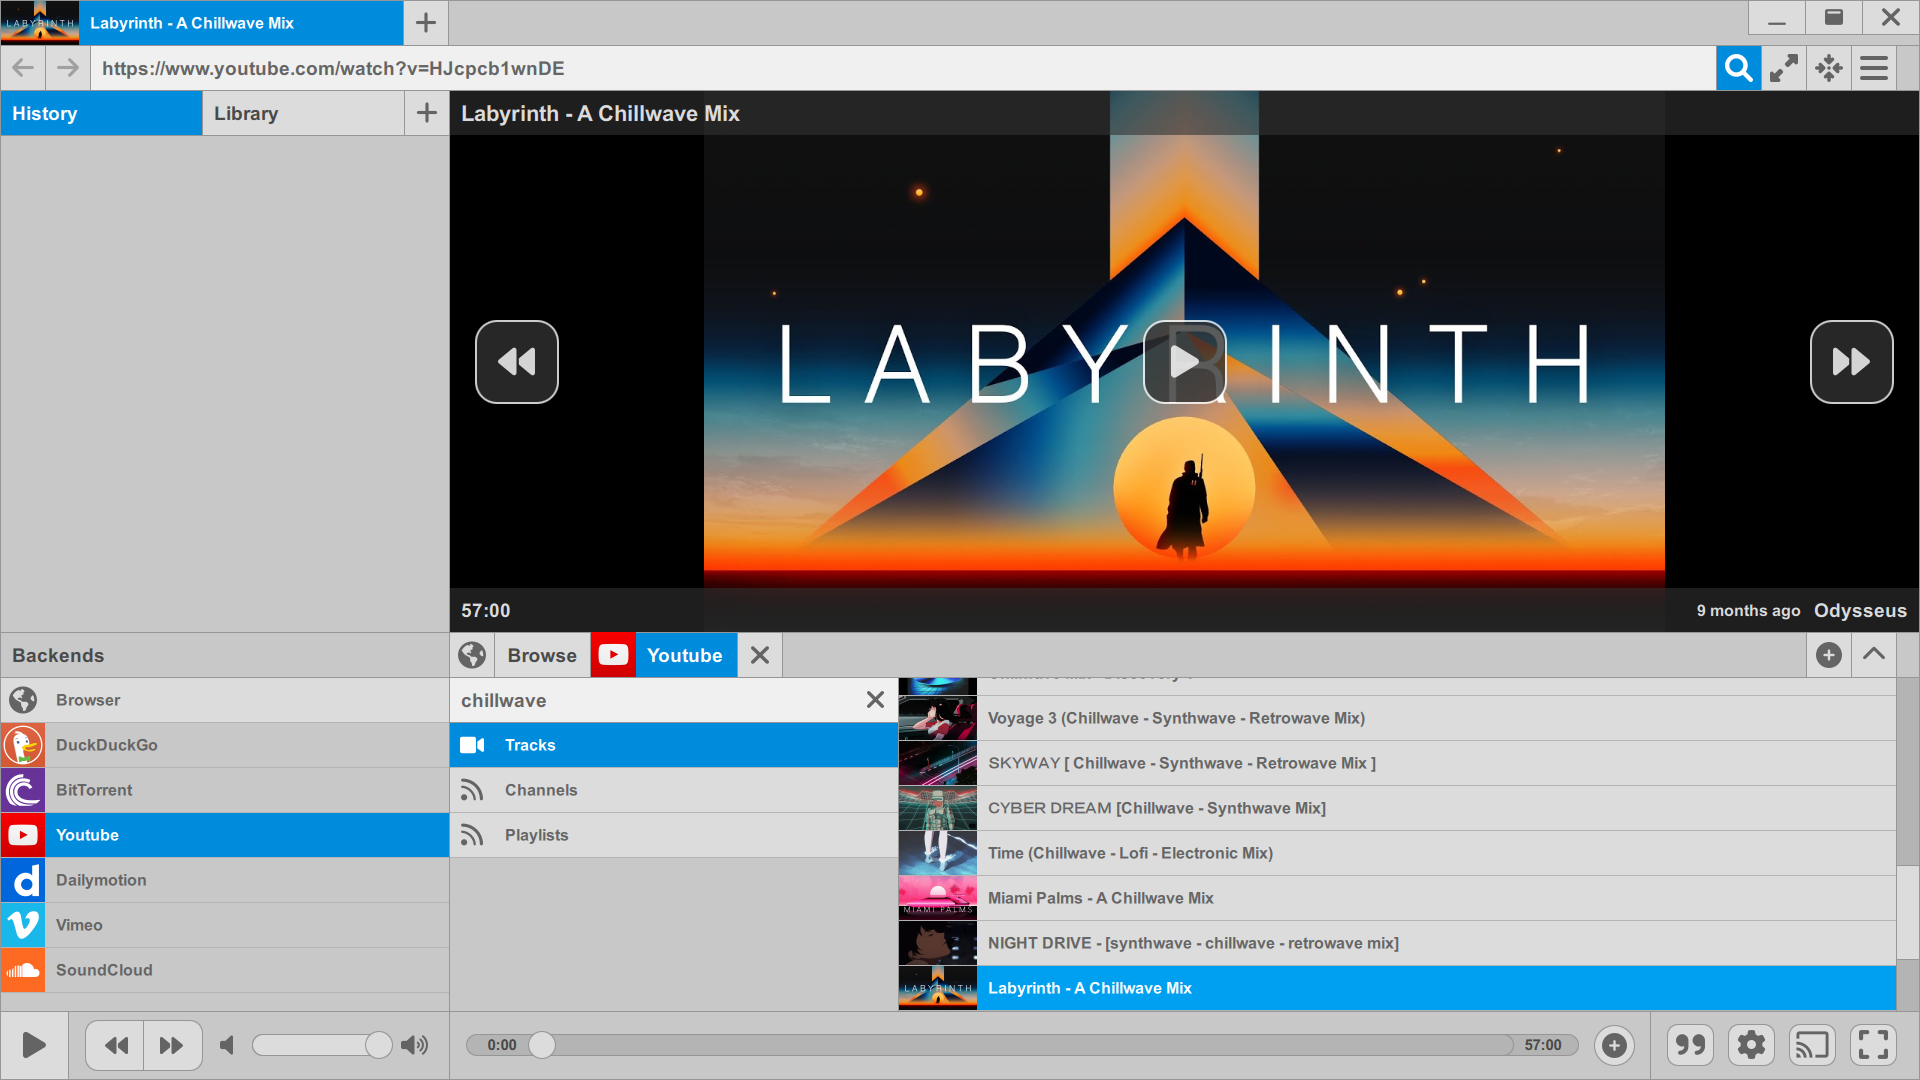 LABYRINTH
Labyrinth - A Chillwave Mix
https://www.youtube.com/watch?v=HJcpcb1wnDE
History
Library
Labyrinth - A Chillwave Mix
LABYRINTH
57:00
9 months ago Odysseus
Backends
Browse
Youtube
Browser
DuckDuckGo
BitTorrent
Youtube
Dailymotion
Vimeo
SoundCloud
chillwave
Tracks
Channels
Playlists
Voyage 3 (Chillwave - Synthwave - Retrowave Mix)
SKYWAY [ Chillwave - Synthwave - Retrowave Mix ]
CYBER DREAM [Chillwave - Synthwave Mix]
Time (Chillwave - Lofi - Electronic Mix)
MIAMI PALMS
Miami Palms - A Chillwave Mix
NIGHT DRIVE - [synthwave - chillwave - retrowave mix]
LABYRINTH
Labyrinth - A Chillwave Mix
0:00
57:00